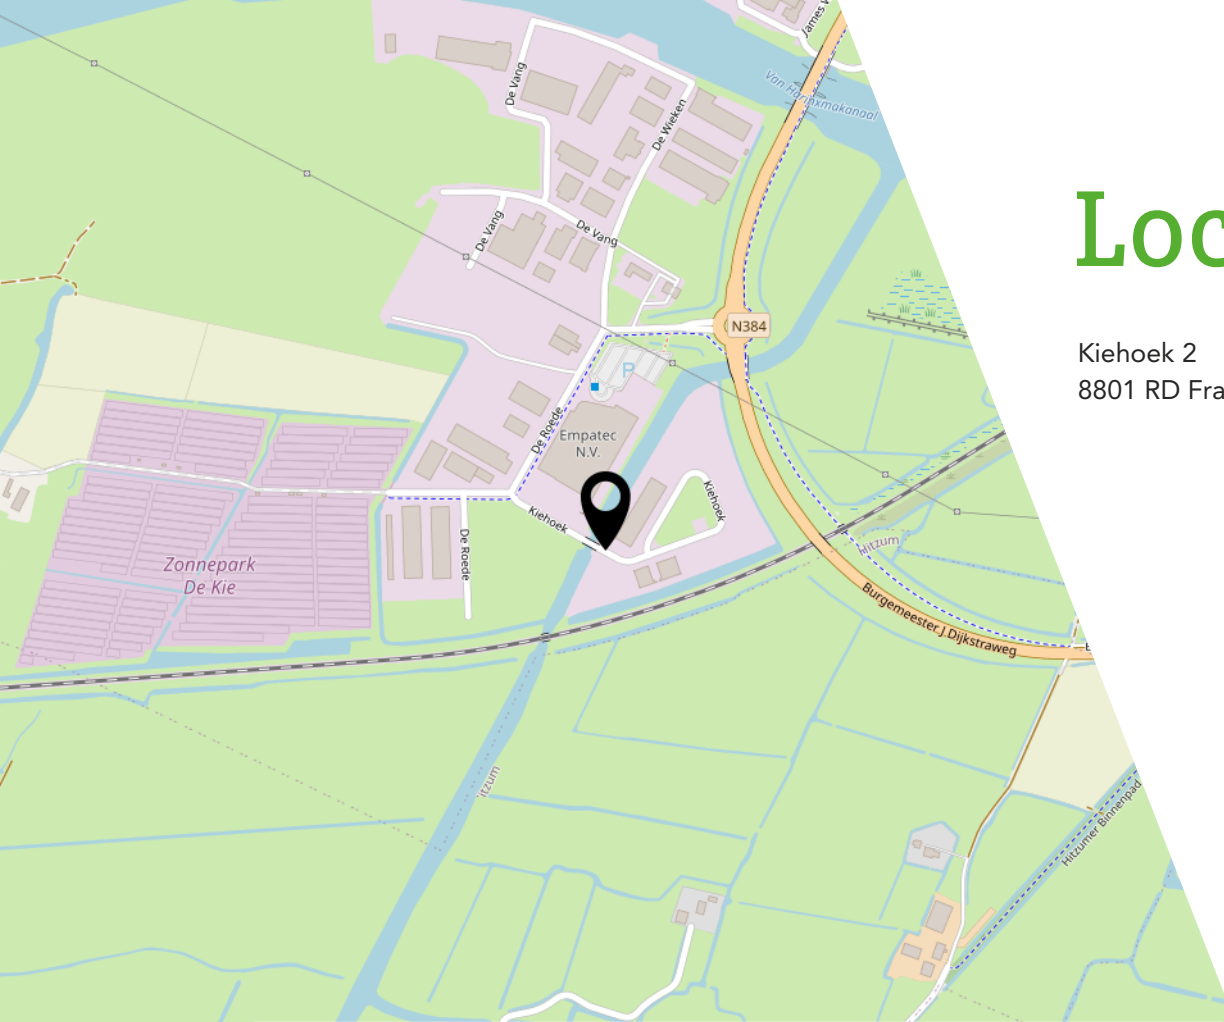 James
Van Harinxmakanaal
De Vang
De Wieken
De Vang
De Vang
N384
P
De Roede
Empatec
N.V.
Kiehoek
Kiehoek
De Roede
Zonnepark
De Kie
Hitzum
Burgemeester J Dijkstraweg
itzum
Hitzumer Binnenpad
Loc
Kiehoek 2
8801 RD Fra